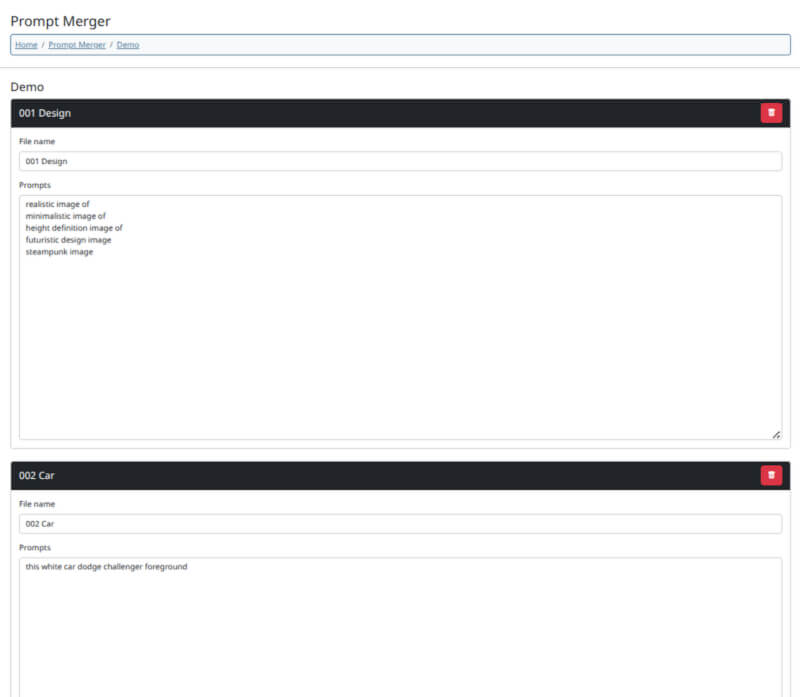 Prompt Merger
Home / Prompt Merger / Demo
Demo
001 Design
File name
001 Design
Prompts
realistic image of
minimalistic image of
height definition image of
futuristic design image
steampunk image
002 Car
File name
002 Car
Prompts
this white car dodge challenger foreground